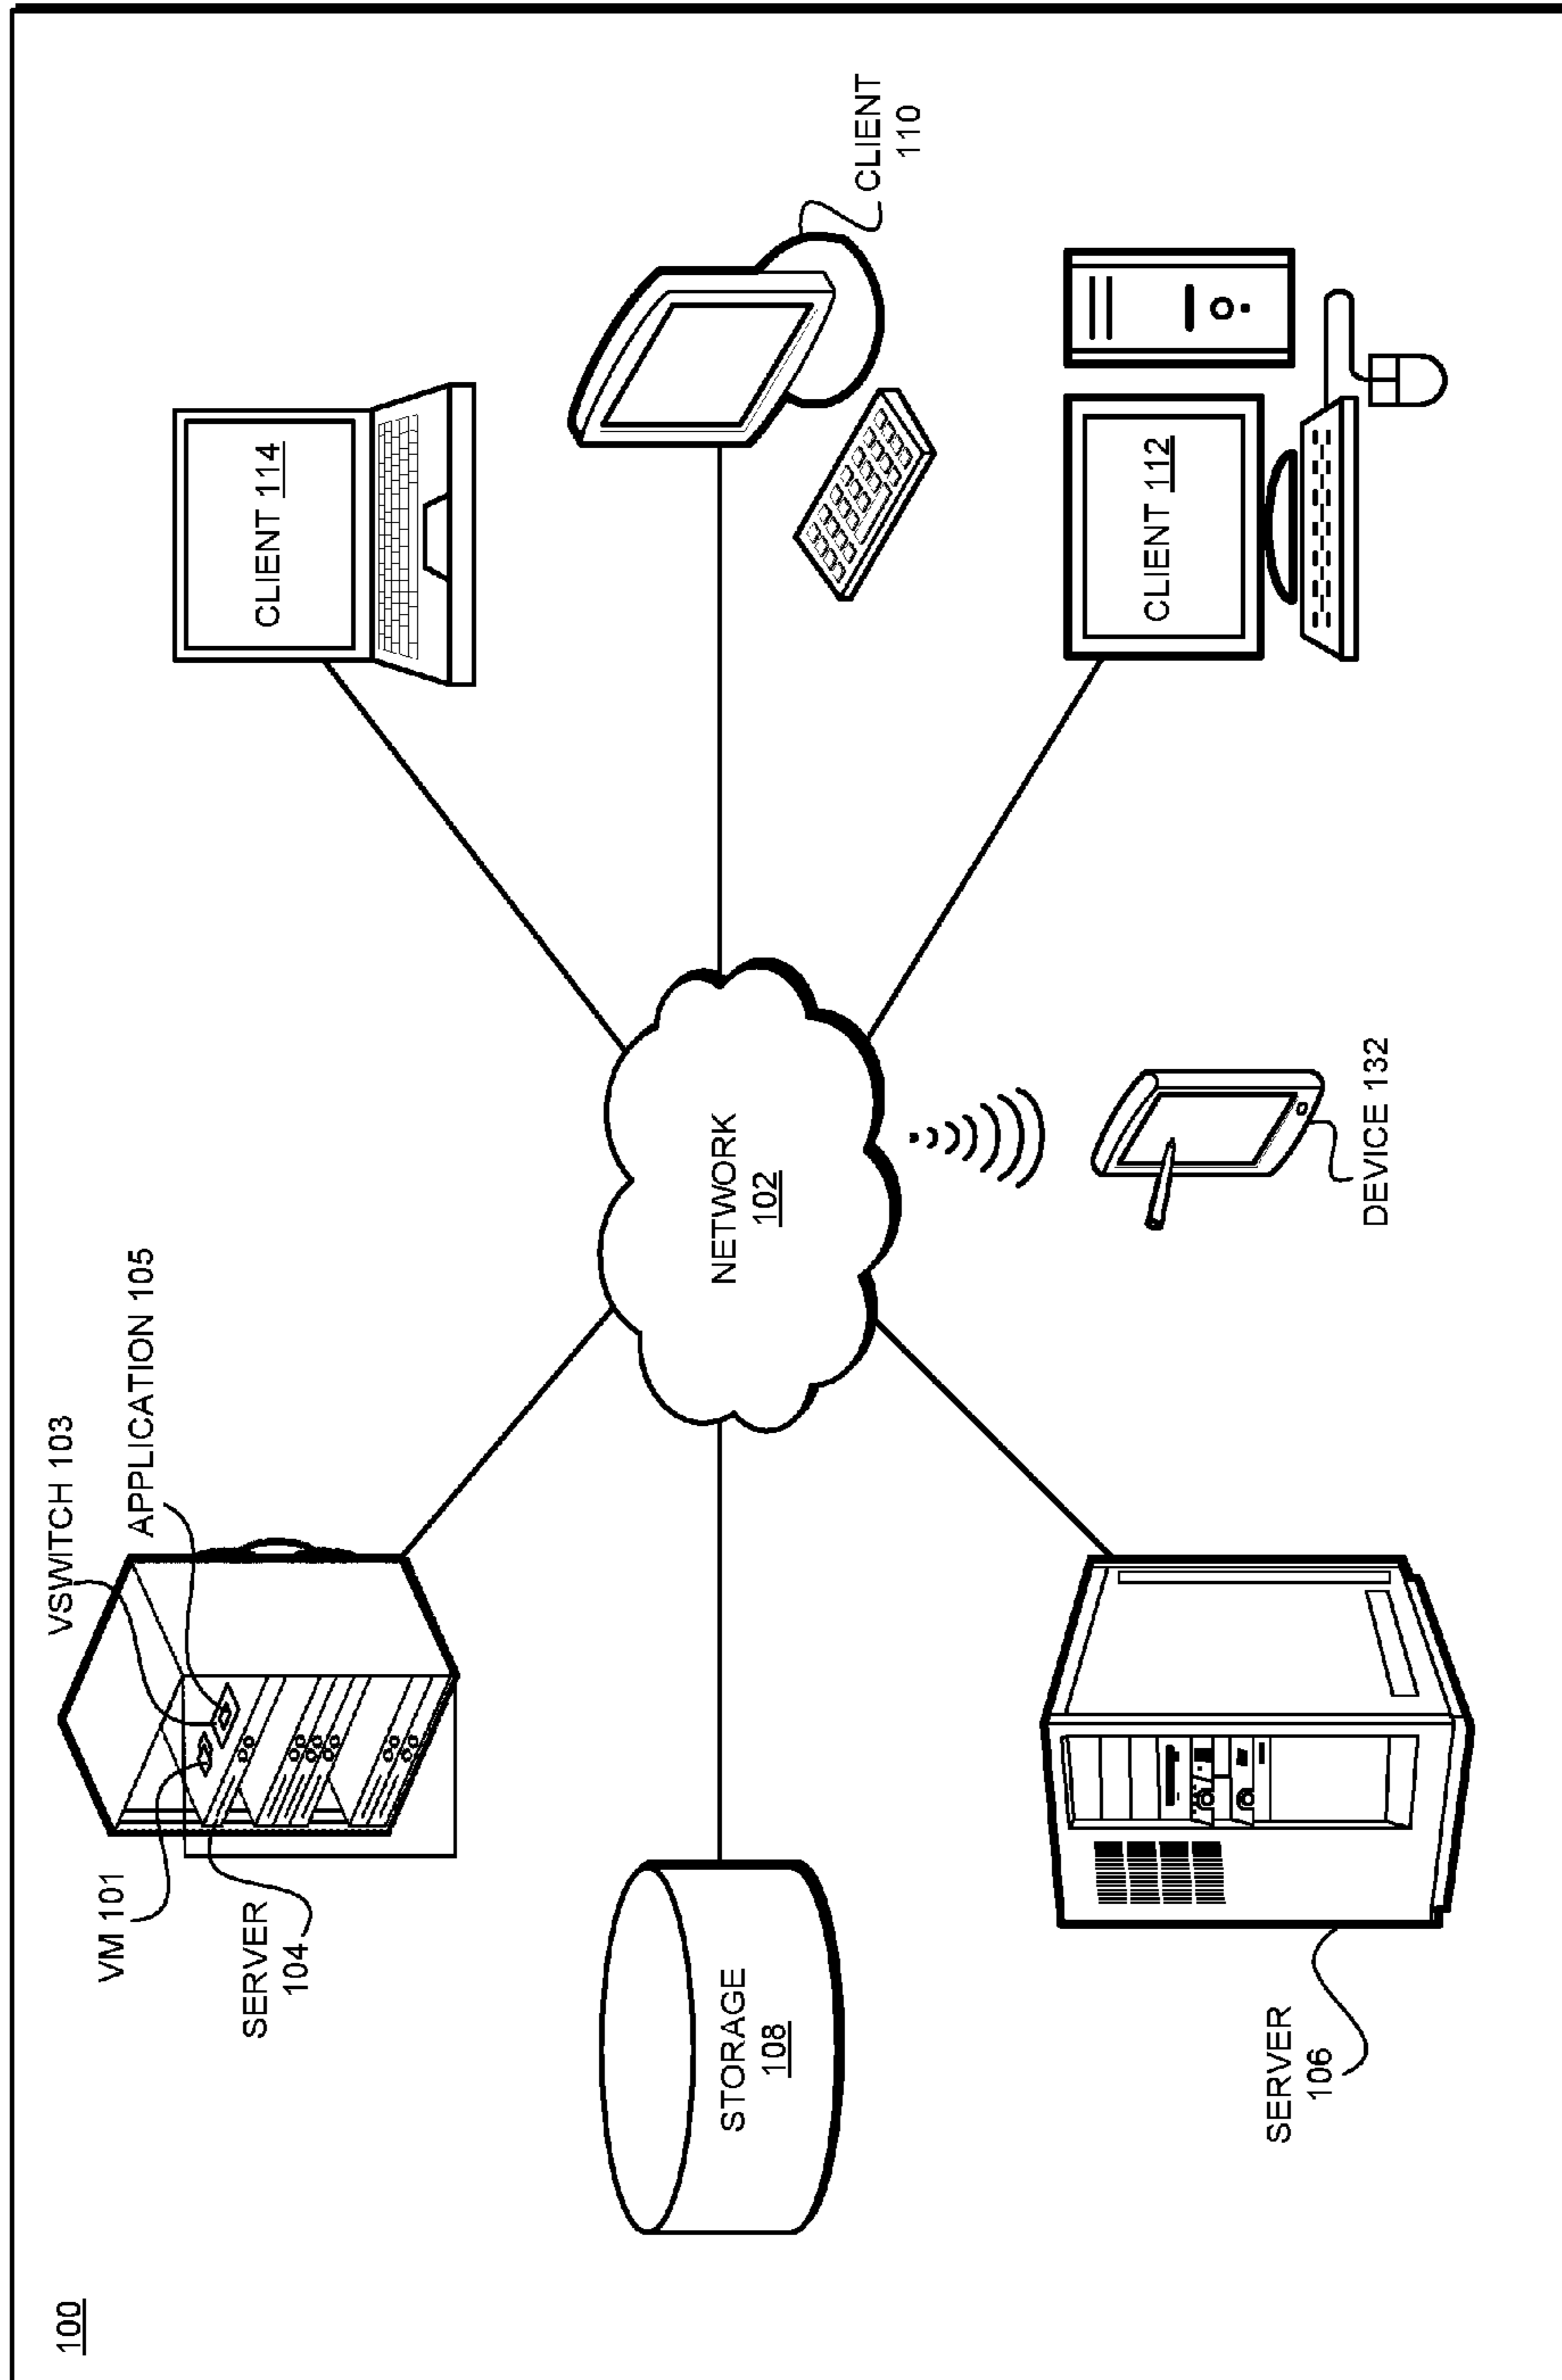 100
VSWITCH 103
APPLICATION 105
VM 101
SERVER
104
CLIENT 114
STORAGE
108
NETWORK
102
CLIENT
110
SERVER
106
DEVICE 132
CLIENT 112